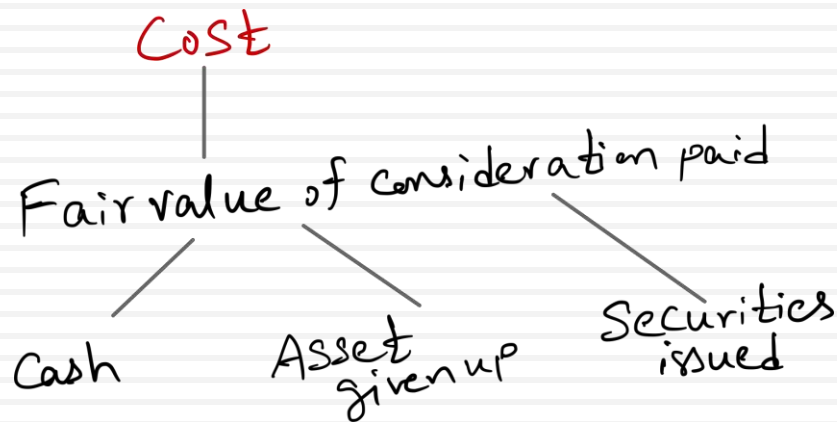 Cost
Fair value of consideration paid
Cash
Asset
given up
Securities
issued